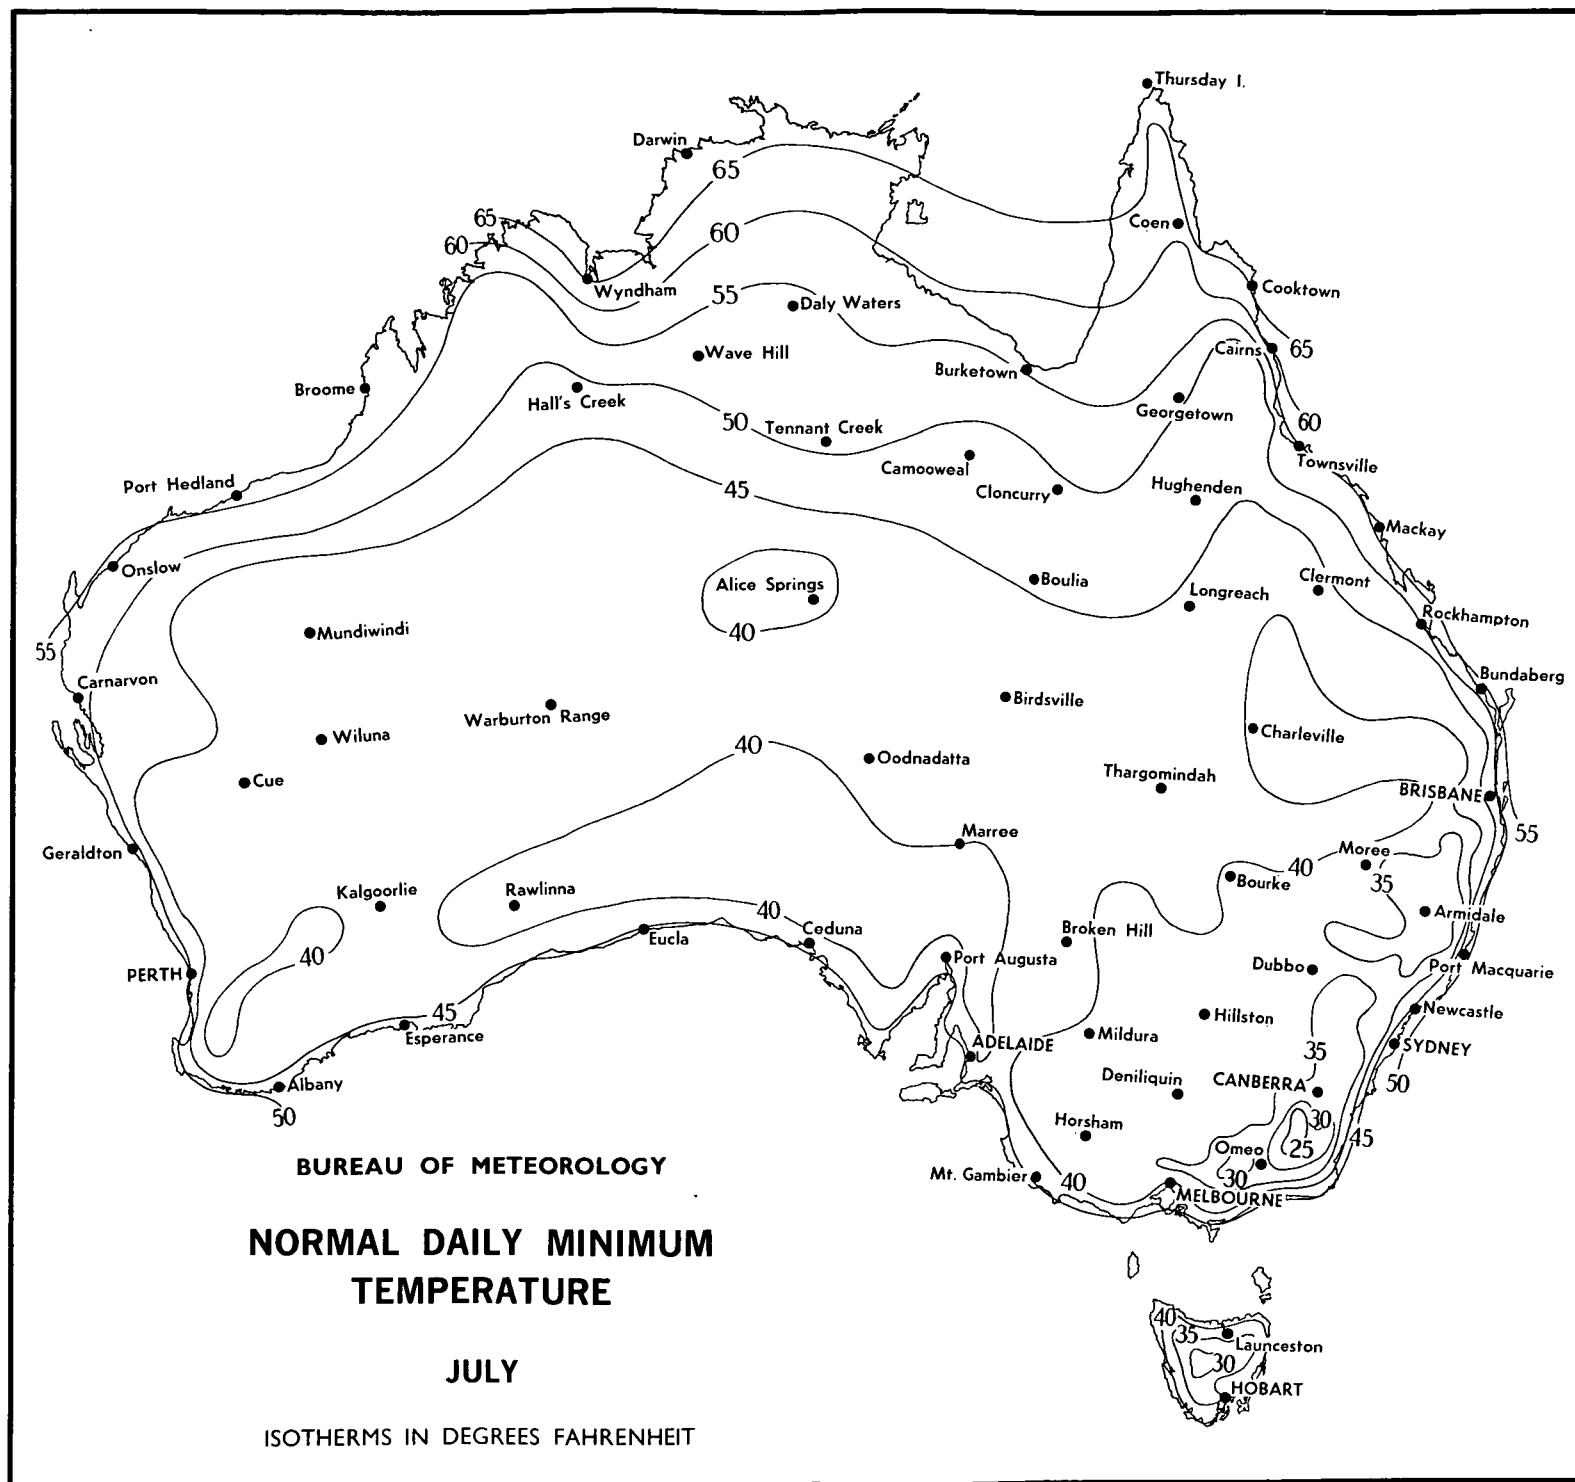 Thursday I.
Darwin
65
Coen
65
60
60
Wyndham
55
Daly Waters
Cooktown
Wave Hill
Cairns
65
Burketown
Broome
Hall's Creek
50
Georgetown
60
Tennant Creek
Camooweal
Townsville
Port Hedland
45
Cloncurry
Hughenden
Mackay
Onslow
Alice Springs
Boulia
Longreach
Clermont
Mundiwindi
40
Rockhampton
55
Carnarvon
Birdsville
Bundaberg
Warburton Range
Wiluna
40
Oodnadatta
Charleville
Cue
Thargomindah
BRISBANE
Marree
55
Geraldton
Moree
40
Kalgoorlie
Rawlinna
Bourke
35
40
Armidale
Ceduna
Broken Hill
Eucla
40
PERTH
Port Augusta
Dubbo
Port Macquarie
45
Esperance
Hillston
Newcastle
Mildura
ADELAIDE
35
SYDNEY
Albany
Deniliquin
CANBERRA
50
50
Horsham
30
45
Omeo
25
BUREAU OF METEOROLOGY
Mt. Gambier
40
30
MELBOURNE
NORMAL DAILY MINIMUM
TEMPERATURE
40
35
Launceston
30
JULY
HOBART
ISOTHERMS IN DEGREES FAHRENHEIT